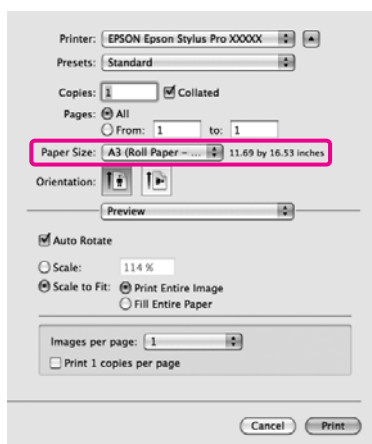 Printer: EPSON Epson Stylus Pro XXXXX
Presets: Standard
Copies: 1 Collated
Pages: All
From: 1 to: 1
Paper Size: A3 (Roll Paper – ... 11.69 by 16.53 inches
Orientation:
Preview
Auto Rotate
Scale: 114 %
Scale to Fit: Print Entire Image
Fill Entire Paper
Images per page: 1
Print 1 copies per page
Cancel Print